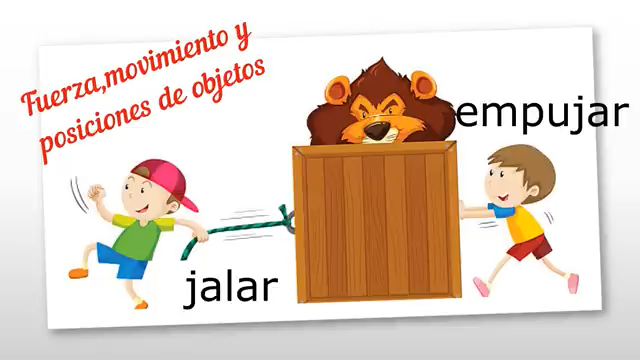 Fuerza,movimiento y
posiciones de objetos
empujar
jalar